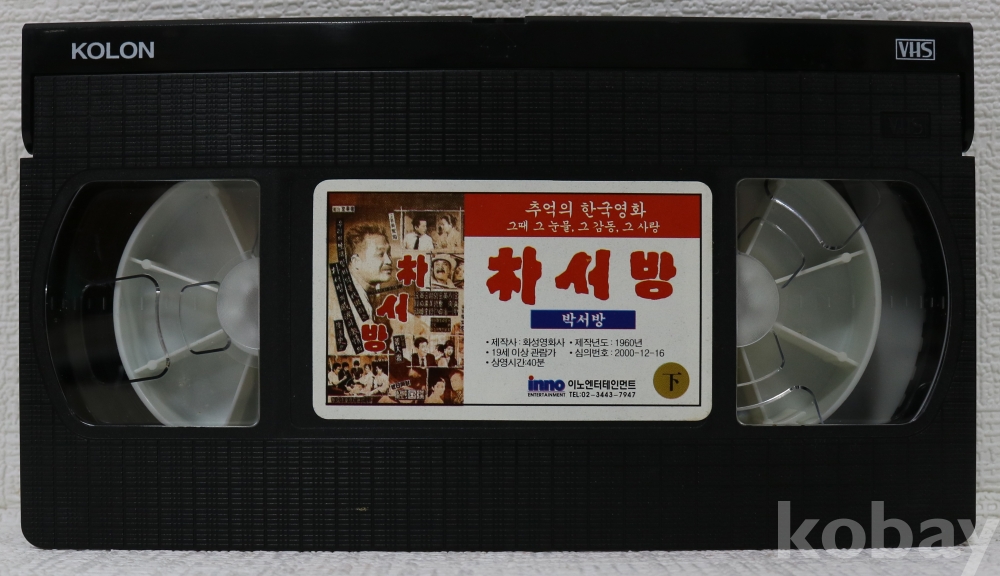 KOLON
VHS
추억의 한국영화
그때 그 눈물, 그 감동, 그 사랑
朴서방
박서방
• 제작사 : 화성영화사 • 제작년도 : 1960년
• 19세 이상 관람가 • 심의번호 : 2000-12-16
• 상영시간:40분
inno 이노엔터테인먼트
ENTERTAINMENT TEL:02-3443-7947
下
朴
서
방
kobay